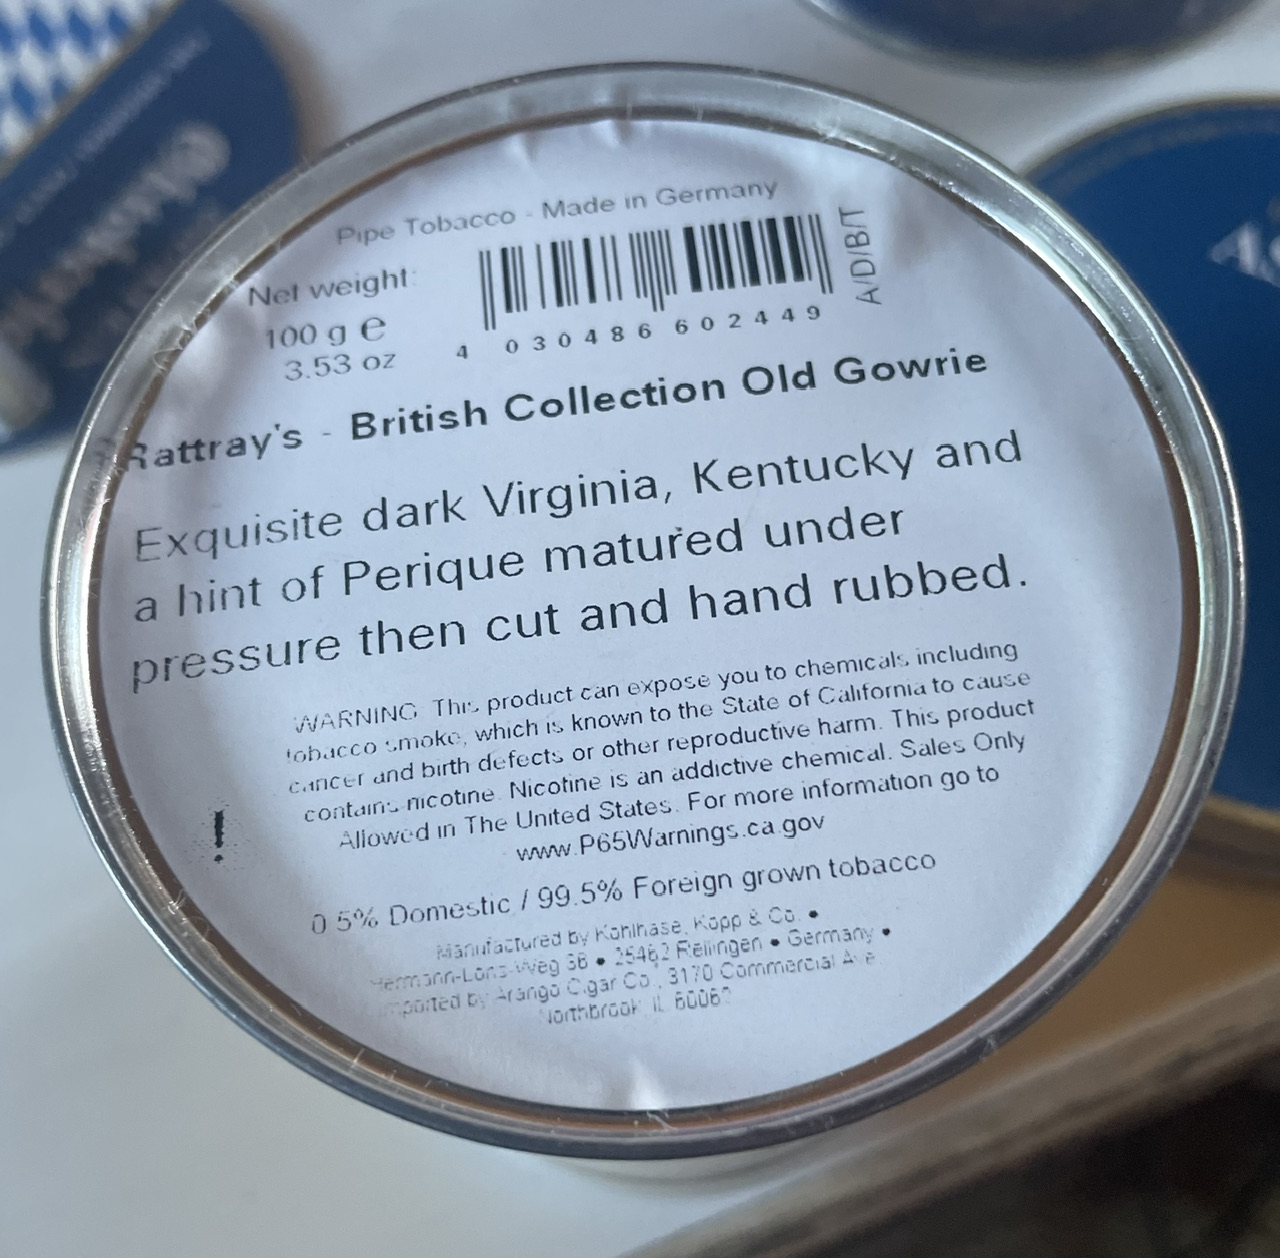 Pipe Tobacco - Made in Germany
A/D/B/T
Net weight:
100 g e
3.53 oz
4 030486 602449
Rattray's - British Collection Old Gowrie
Exquisite dark Virginia, Kentucky and
a hint of Perique matured under
pressure then cut and hand rubbed.
WARNING: This product can expose you to chemicals including
tobacco smoke, which is known to the State of California to cause
cancer and birth defects or other reproductive harm. This product
contains nicotine. Nicotine is an addictive chemical. Sales Only
Allowed in The United States. For more information go to
www.P65Warnings.ca.gov
!
0.5% Domestic / 99.5% Foreign grown tobacco
Manufactured by Kohlhase, Kopp & Co. •
Hermann-Löns-Weg 36 • 25462 Rellingen • Germany •
Imported by Arango Cigar Co., 3170 Commercial Ave
Northbrook IL